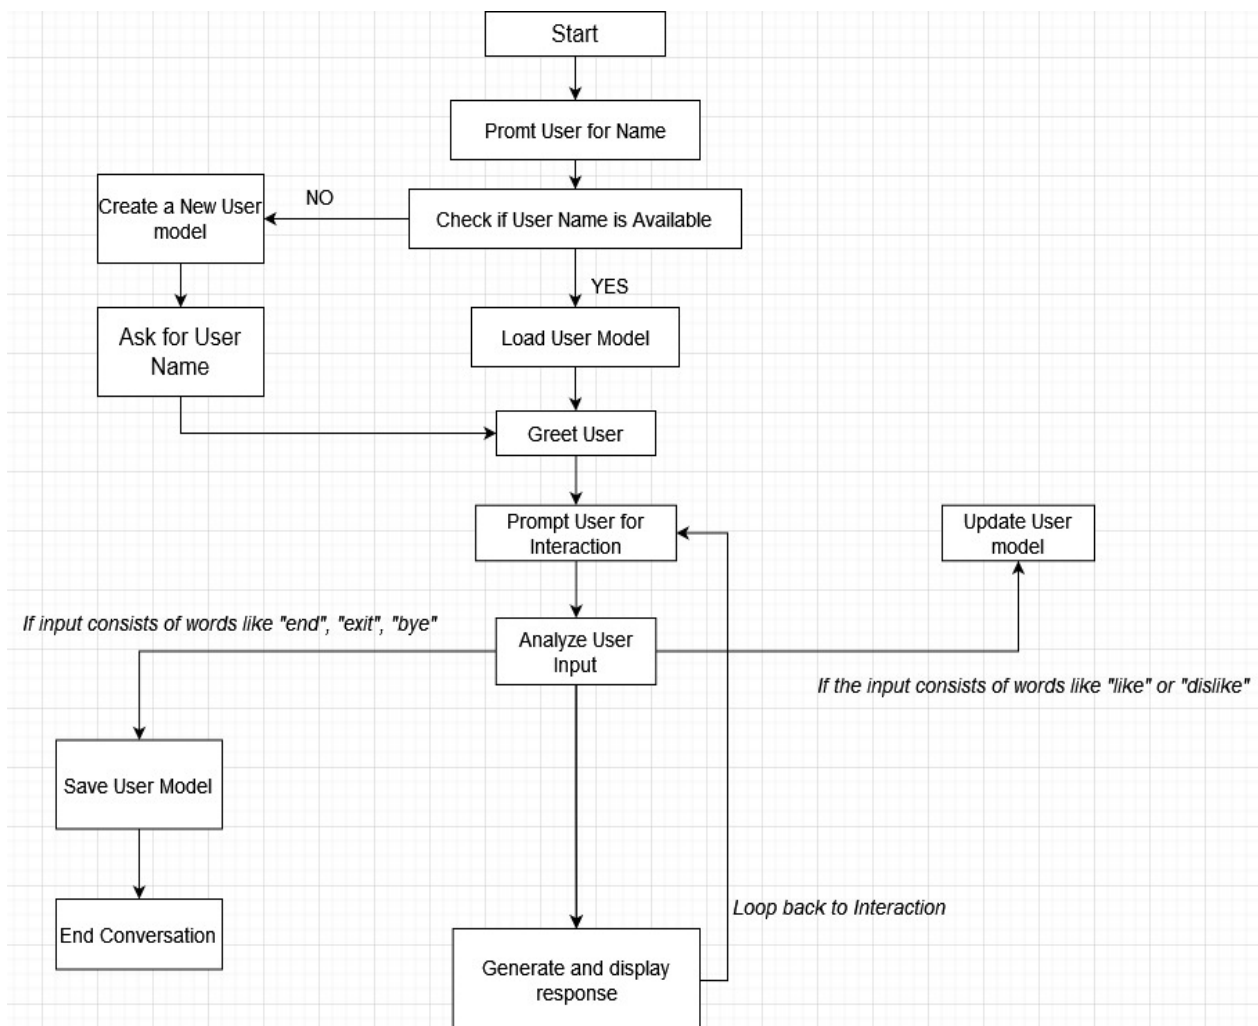 Start
Promt User for Name
Create a New User
model
NO
Check if User Name is Available
YES
Ask for User
Name
Load User Model
Greet User
Prompt User for
Interaction
Update User
model
If input consists of words like "end", "exit", "bye"
Analyze User
Input
If the input consists of words like "like" or "dislike"
Save User Model
Loop back to Interaction
End Conversation
Generate and display
response